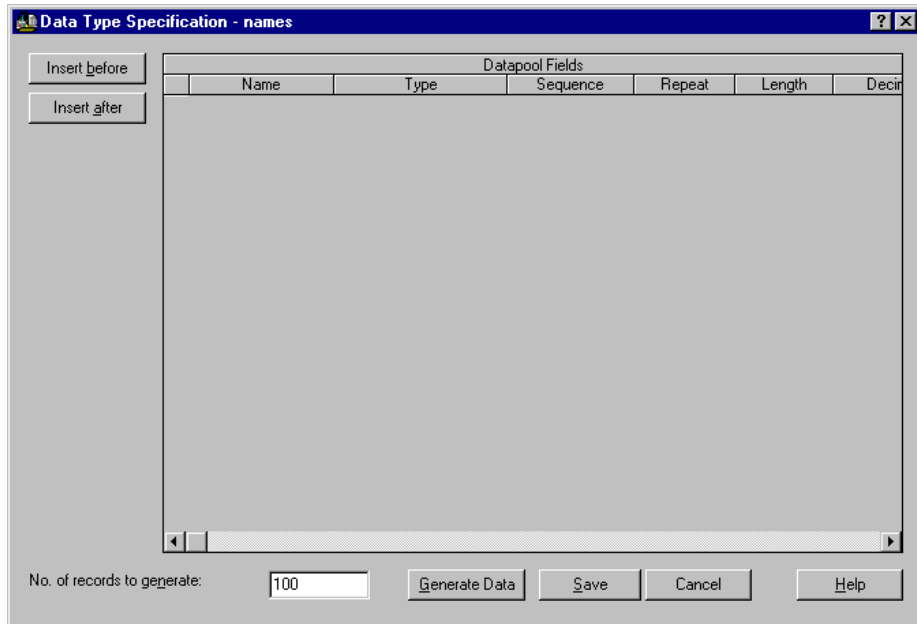 Data Type Specification - names
Insert before
Insert after
Datapool Fields
Name Type Sequence Repeat Length Decim
No. of records to generate: 100 Generate Data Save Cancel Help